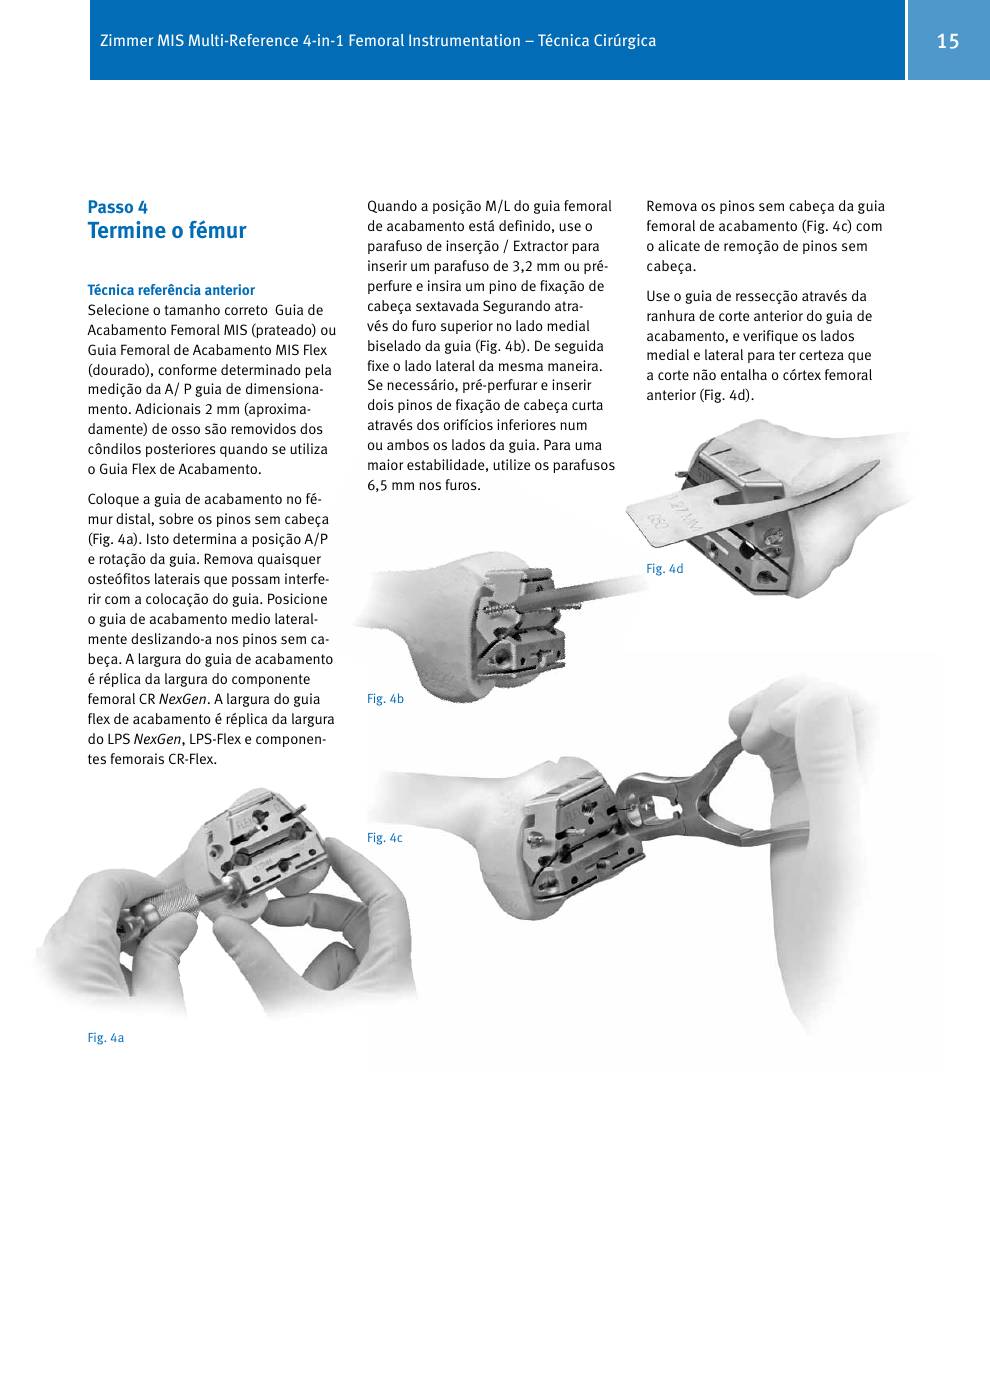 Zimmer MIS Multi-Reference 4-in-1 Femoral Instrumentation – Técnica Cirúrgica
15
Passo 4
Termine o fémur
Técnica referência anterior
Selecione o tamanho correto  Guia de
Acabamento Femoral MIS (prateado) ou
Guia Femoral de Acabamento MIS Flex
(dourado), conforme determinado pela
medição da A/ P guia de dimensiona-
mento. Adicionais 2 mm (aproxima-
damente) de osso são removidos dos
côndilos posteriores quando se utiliza
o Guia Flex de Acabamento.
Coloque a guia de acabamento no fé-
mur distal, sobre os pinos sem cabeça
(Fig. 4a). Isto determina a posição A/P
e rotação da guia. Remova quaisquer
osteófitos laterais que possam interfe-
rir com a colocação do guia. Posicione
o guia de acabamento medio lateral-
mente deslizando-a nos pinos sem ca-
beça. A largura do guia de acabamento
é réplica da largura do componente
femoral CR NexGen. A largura do guia
flex de acabamento é réplica da largura
do LPS NexGen, LPS-Flex e componen-
tes femorais CR-Flex.
Fig. 4a
Quando a posição M/L do guia femoral
de acabamento está definido, use o
parafuso de inserção / Extractor para
inserir um parafuso de 3,2 mm ou pré-
perfure e insira um pino de fixação de
cabeça sextavada Segurando atra-
vés do furo superior no lado medial
biselado da guia (Fig. 4b). De seguida
fixe o lado lateral da mesma maneira.
Se necessário, pré-perfurar e inserir
dois pinos de fixação de cabeça curta
através dos orifícios inferiores num
ou ambos os lados da guia. Para uma
maior estabilidade, utilize os parafusos
6,5 mm nos furos.
Fig. 4b
Fig. 4c
Remova os pinos sem cabeça da guia
femoral de acabamento (Fig. 4c) com
o alicate de remoção de pinos sem
cabeça.
Use o guia de ressecção através da
ranhura de corte anterior do guia de
acabamento, e verifique os lados
medial e lateral para ter certeza que
a corte não entalha o córtex femoral
anterior (Fig. 4d).
27 MM
Fig. 4d